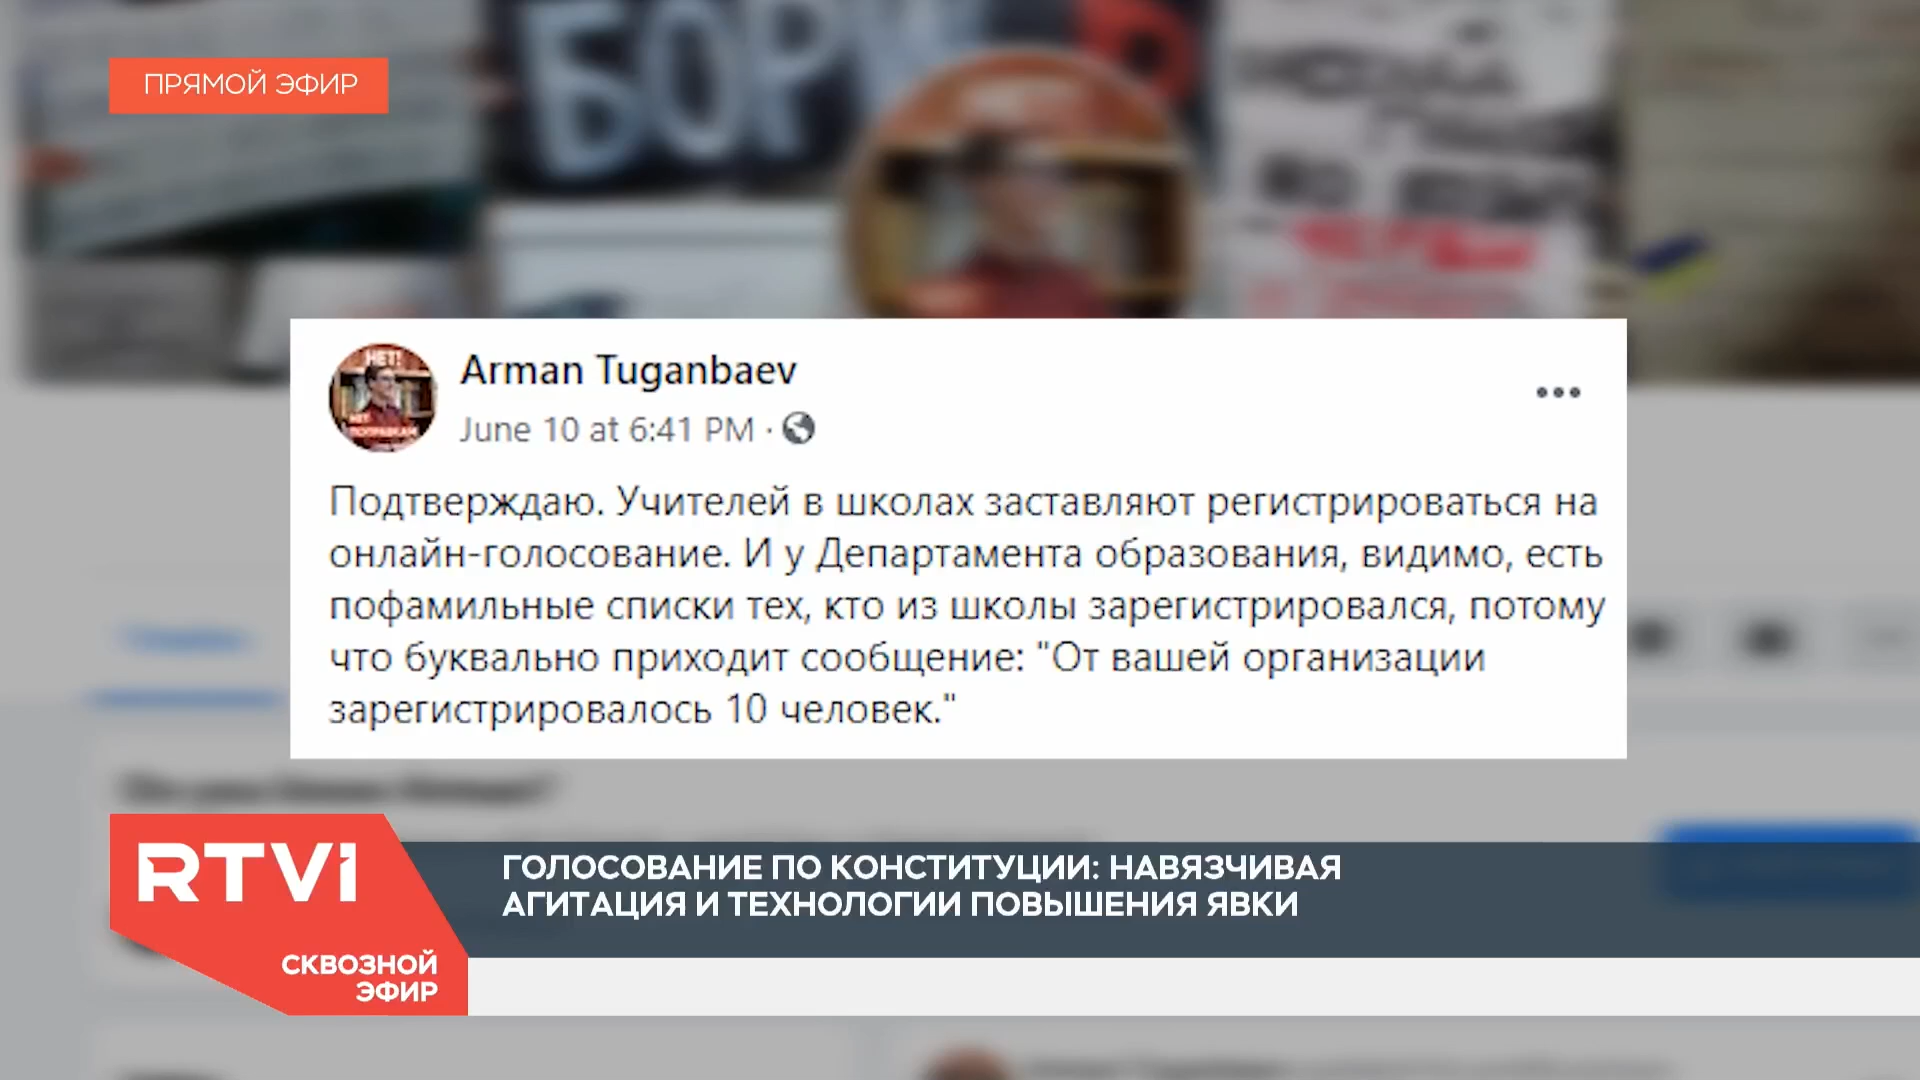 ПРЯМОЙ ЭФИР
БОРИ
Arman Tuganbaev
June 10 at 6:41 PM ·
Подтверждаю. Учителей в школах заставляют регистрироваться на
онлайн-голосование. И у Департамента образования, видимо, есть
пофамильные списки тех, кто из школы зарегистрировался, потому
что буквально приходит сообщение: "От вашей организации
зарегистрировалось 10 человек."
НЕТ!
RTVI
СКВОЗНОЙ
ЭФИР
ГОЛОСОВАНИЕ ПО КОНСТИТУЦИИ: НАВЯЗЧИВАЯ
АГИТАЦИЯ И ТЕХНОЛОГИИ ПОВЫШЕНИЯ ЯВКИ